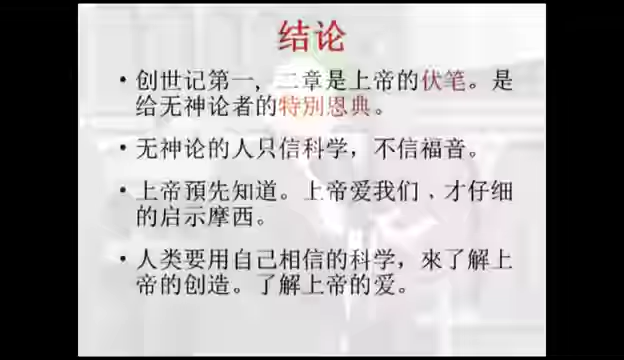 结论
• 创世记第一, 二章是上帝的伏笔。是
给无神论者的特別恩典。
• 无神论的人只信科学，不信福音。
• 上帝預先知道。上帝爱我们﹑才仔细
的启示摩西。
• 人类要用自己相信的科学，來了解上
帝的创造。了解上帝的爱。